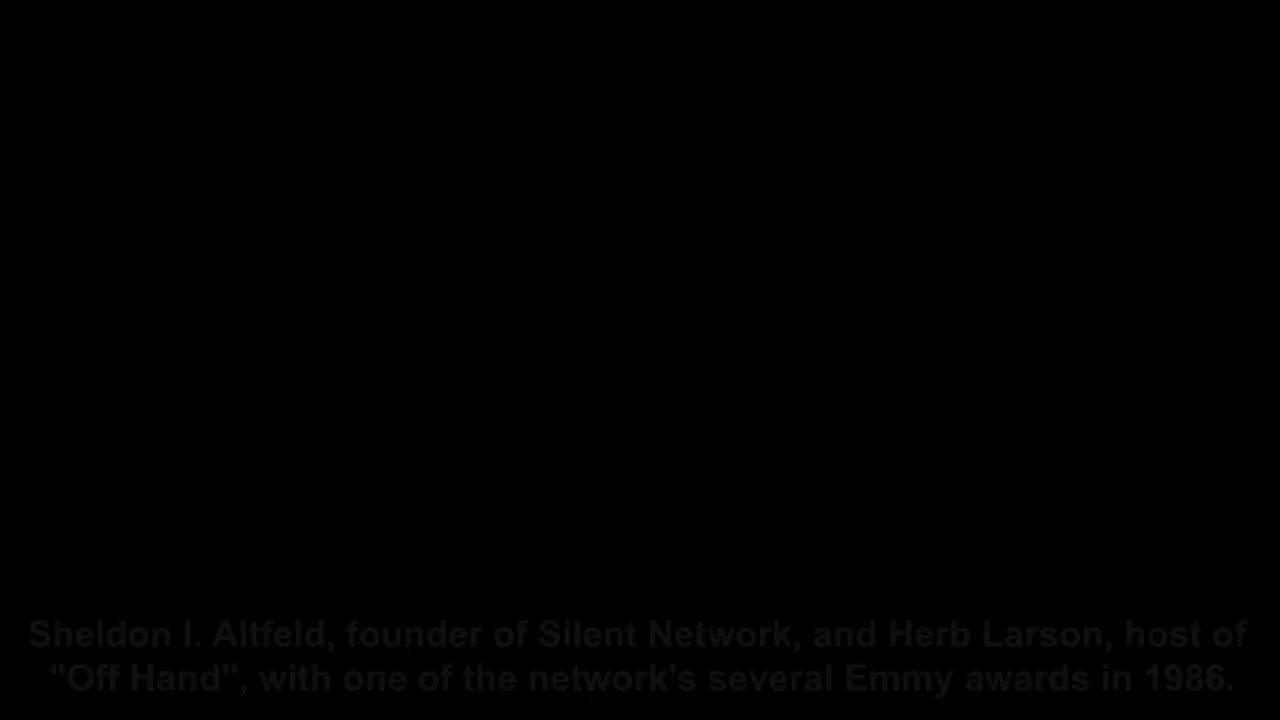 Sheldon I. Altfeld, founder of Silent Network, and Herb Larson, host of
"Off Hand", with one of the network's several Emmy awards in 1986.